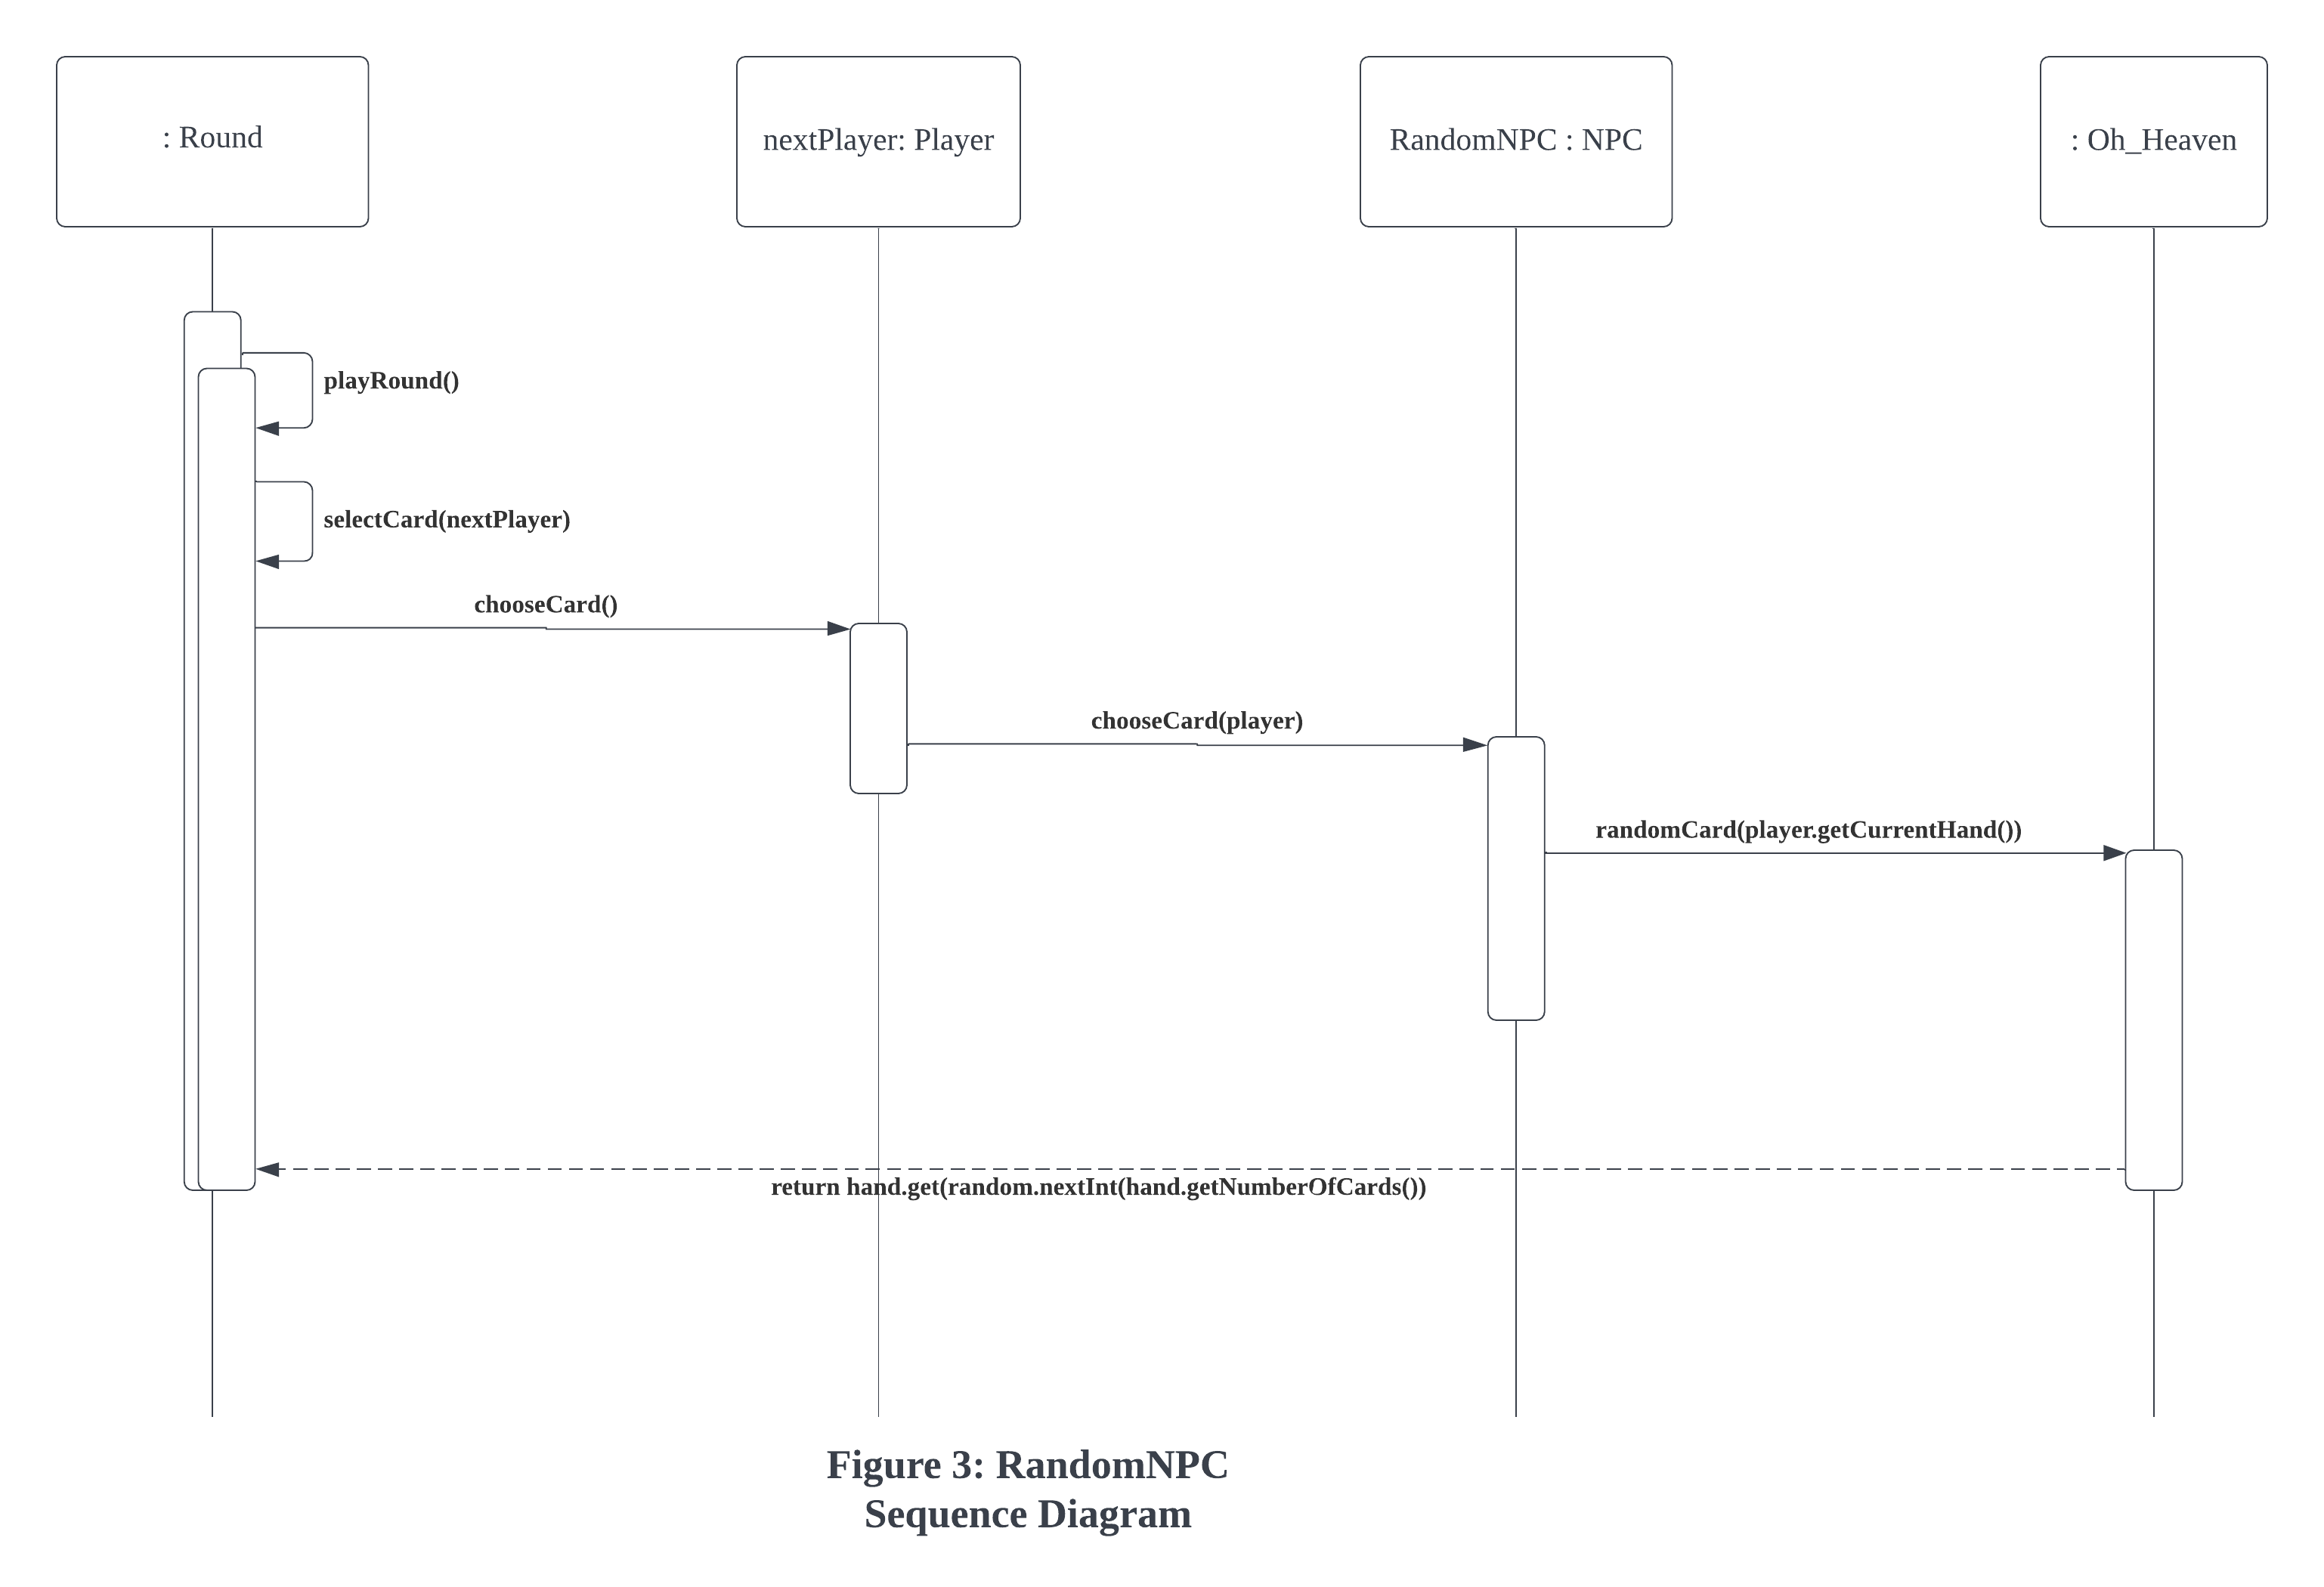 : Round
nextPlayer: Player
RandomNPC : NPC
: Oh_Heaven
playRound()
selectCard(nextPlayer)
chooseCard()
chooseCard(player)
randomCard(player.getCurrentHand())
return hand.get(random.nextInt(hand.getNumberOfCards())
Figure 3: RandomNPC
Sequence Diagram